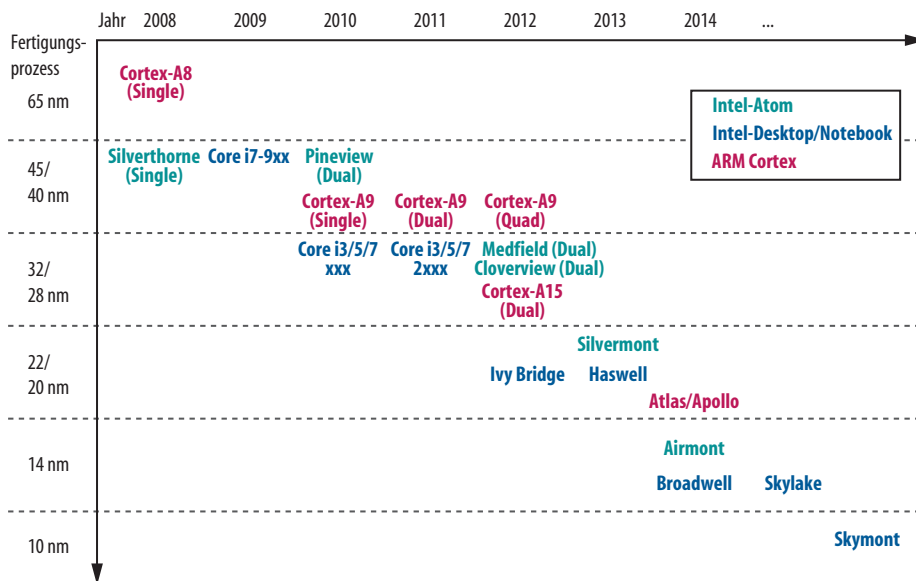 Jahr 2008 2009 2010 2011 2012 2013 2014 ...
Fertigungs-
prozess
65 nm
Cortex-A8
(Single)
Intel-Atom
Intel-Desktop/Notebook
ARM Cortex
45/
40 nm
Silverthorne
(Single)
Core i7-9xx
Pineview
(Dual)
Cortex-A9
(Single)
Cortex-A9
(Dual)
Cortex-A9
(Quad)
32/
28 nm
Core i3/5/7
xxx
Core i3/5/7
2xxx
Medfield (Dual)
Cloverview (Dual)
Cortex-A15
(Dual)
22/
20 nm
Silvermont
Ivy Bridge
Haswell
Atlas/Apollo
14 nm
Airmont
Broadwell
Skylake
10 nm
Skymont